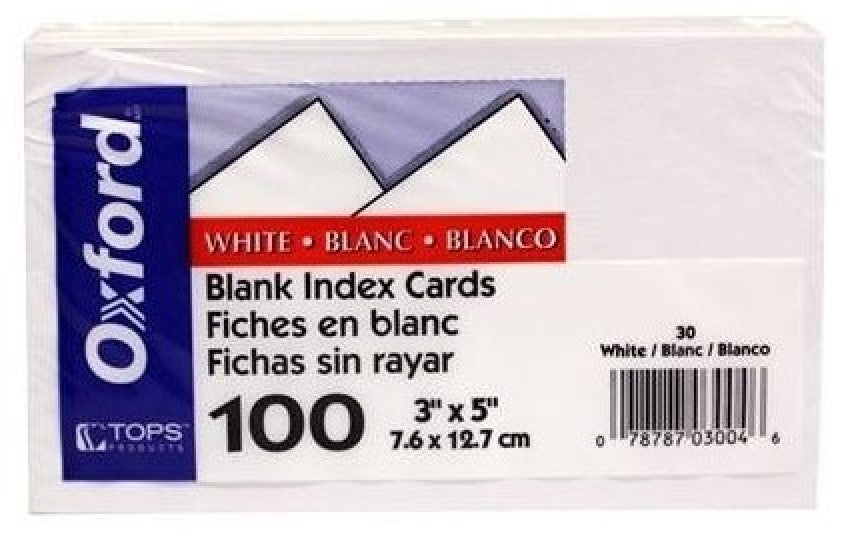 Oxford
WHITE • BLANC • BLANCO
Blank Index Cards
Fiches en blanc
Fichas sin rayar
100
3" x 5"
7.6 x 12.7 cm
TOPS
PRODUCTS
30
White / Blanc / Blanco
0 78787 03004 6